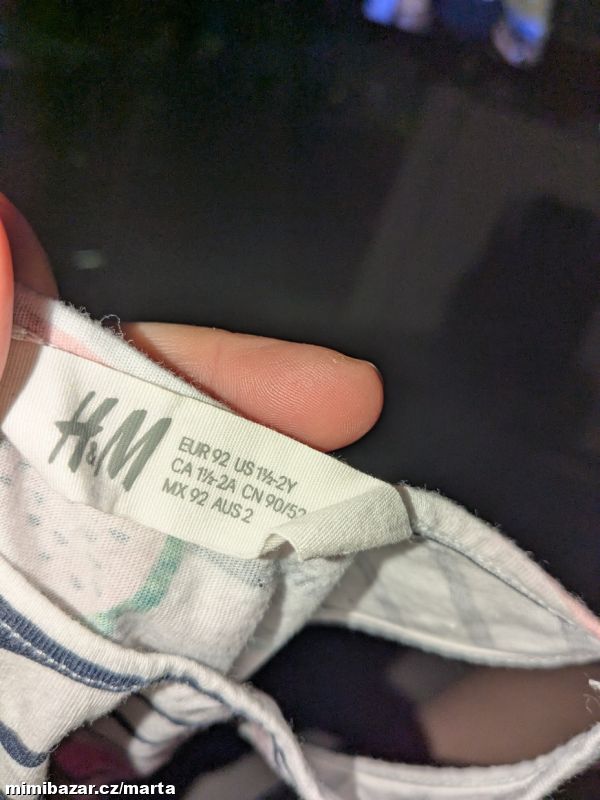 H&M
EUR 92 US 1½-2Y
CA 1½-2A CN 90/52
MX 92 AUS 2
mimibazar.cz/marta